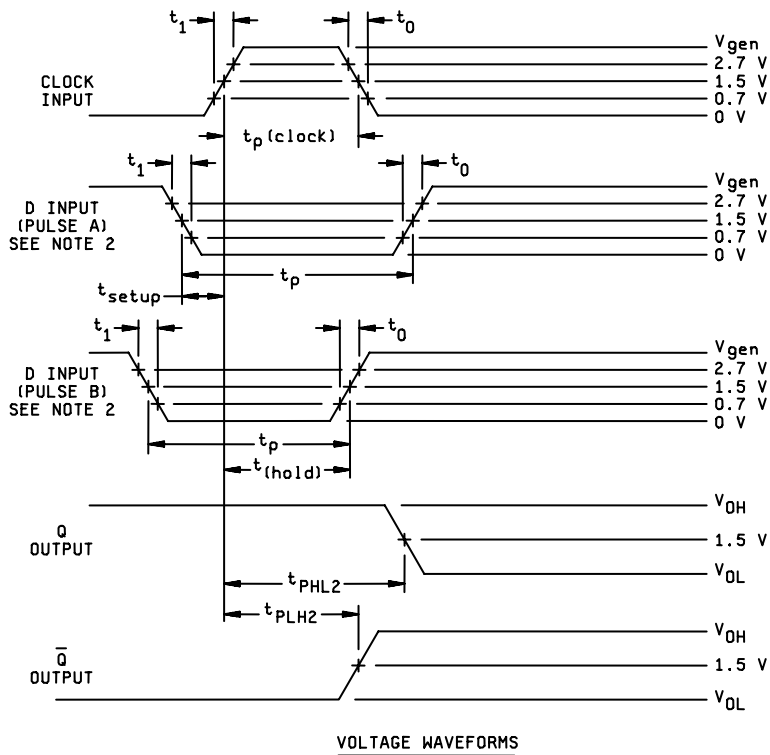 t1 t0
Vgen
2.7 V
CLOCK INPUT
1.5 V
0.7 V
0 V
tp(clock)
t1 t0
Vgen
2.7 V
D INPUT
(PULSE A)
SEE NOTE 2
1.5 V
0.7 V
0 V
tp
tsetup
t1 t0
Vgen
2.7 V
D INPUT
(PULSE B)
SEE NOTE 2
1.5 V
0.7 V
0 V
tp
t(hold)
VOH
Q
OUTPUT
1.5 V
VOL
tPHL2
tPLH2
VOH
Q̅
OUTPUT
1.5 V
VOL
VOLTAGE WAVEFORMS